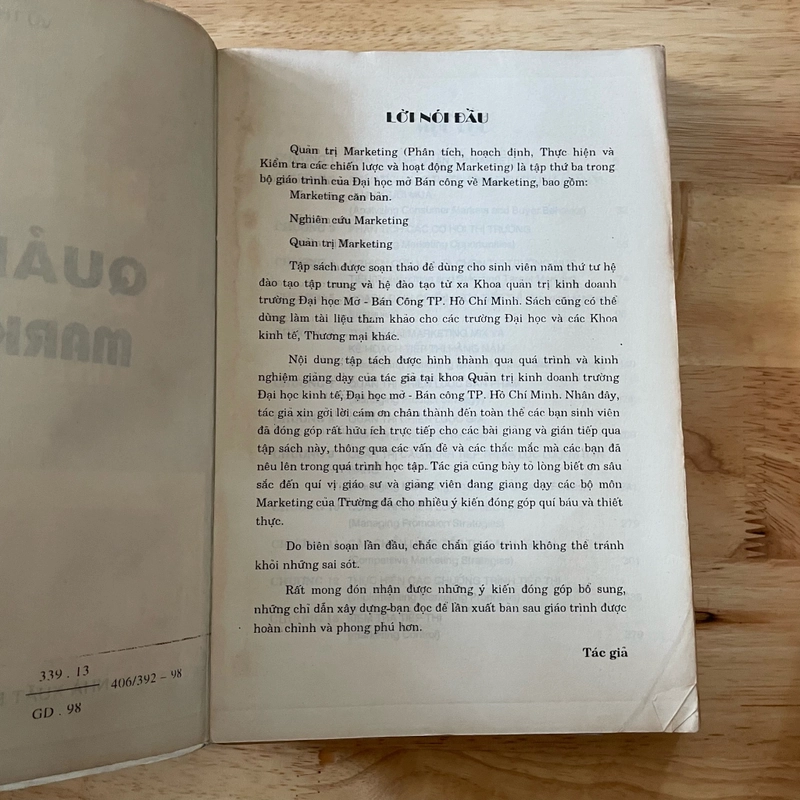 339 . 13
406/392 – 98
GD . 98
LỜI NÓI ĐẦU
Quản trị Marketing (Phân tích, hoạch định, Thực hiện và
Kiểm tra các chiến lược và hoạt động Marketing) là tập thứ ba trong
bộ giáo trình của Đại học mở Bán công về Marketing, bao gồm:
Marketing căn bản.
Nghiên cứu Marketing
Quản trị Marketing
Tập sách được soạn thảo để dùng cho sinh viên năm thứ tư hệ
đào tạo tập trung và hệ đào tạo từ xa Khoa quản trị kinh doanh
trường Đại học Mở - Bán Công TP. Hồ Chí Minh. Sách cũng có thể
dùng làm tài liệu tham khảo cho các trường Đại học và các Khoa
kinh tế, Thương mại khác.
Nội dung tập tách được hình thành qua quá trình và kinh
nghiệm giảng dạy của tác giả tại khoa Quản trị kinh doanh trường
Đại học kinh tế, Đại học mở - Bán công TP. Hồ Chí Minh. Nhân đây,
tác giả xin gởi lời cám ơn chân thành đến toàn thể các bạn sinh viên
đã đóng góp rất hữu ích trực tiếp cho các bài giảng và gián tiếp qua
tập sách này, thông qua các vấn đề và các thắc mắc mà các bạn đã
nêu lên trong quá trình học tập. Tác giả cũng bày tỏ lòng biết ơn sâu
sắc đến quí vị giáo sư và giảng viên đang giảng dạy các bộ môn
Marketing của Trường đã cho nhiều ý kiến đóng góp quí báu và thiết
thực.
Do biên soạn lần đầu, chắc chắn giáo trình không thể tránh
khỏi những sai sót.
Rất mong đón nhận được những ý kiến đóng góp bổ sung,
những chỉ dẫn xây dựng-bạn đọc để lần xuất bản sau giáo trình được
hoàn chỉnh và phong phú hơn.
Tác giả